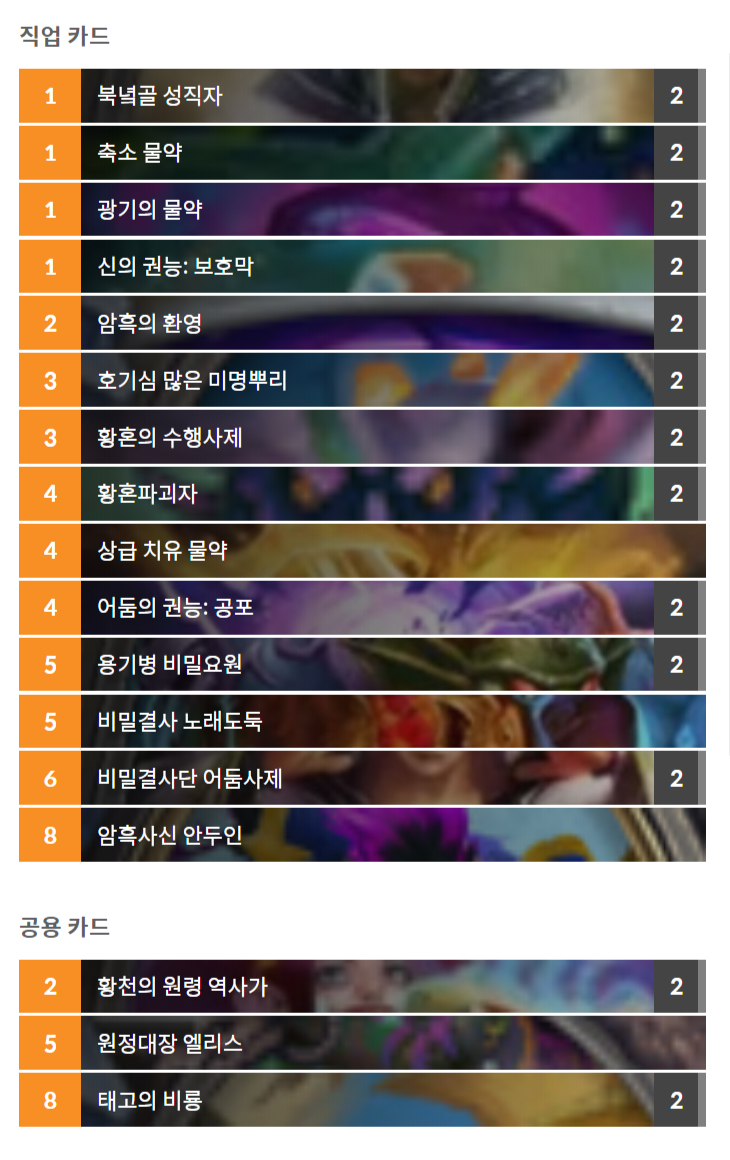 직업 카드
1 북녘골 성직자 2
1 축소 물약 2
1 광기의 물약 2
1 신의 권능: 보호막 2
2 암흑의 환영 2
3 호기심 많은 미명뿌리 2
3 황혼의 수행사제 2
4 황혼파괴자 2
4 상급 치유 물약
4 어둠의 권능: 공포 2
5 용기병 비밀요원 2
5 비밀결사 노래도둑
6 비밀결사단 어둠사제 2
8 암흑사신 안두인
공용 카드
2 황천의 원령 역사가 2
5 원정대장 엘리스
8 태고의 비룡 2